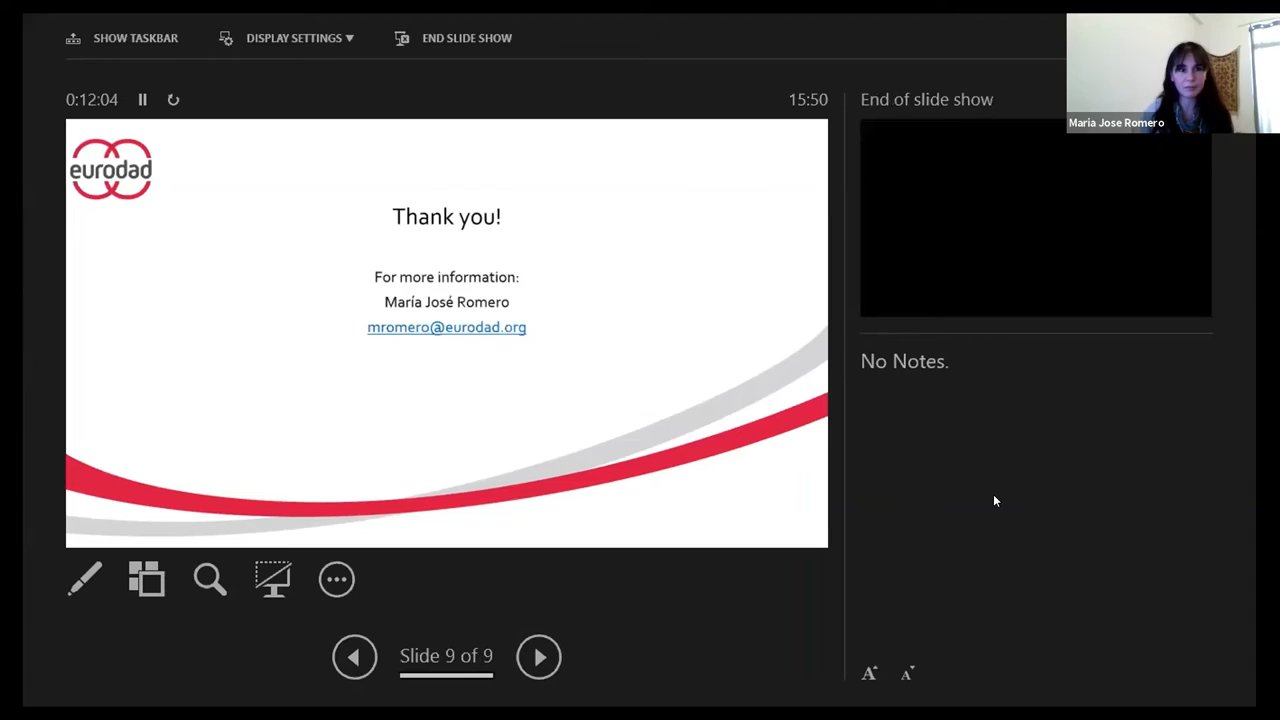 SHOW TASKBAR
DISPLAY SETTINGS ▼
END SLIDE SHOW
Maria Jose Romero
0:12:04
15:50
End of slide show
eurodad
Thank you!
For more information:
María José Romero
mromero@eurodad.org
No Notes.
Slide 9 of 9
A A